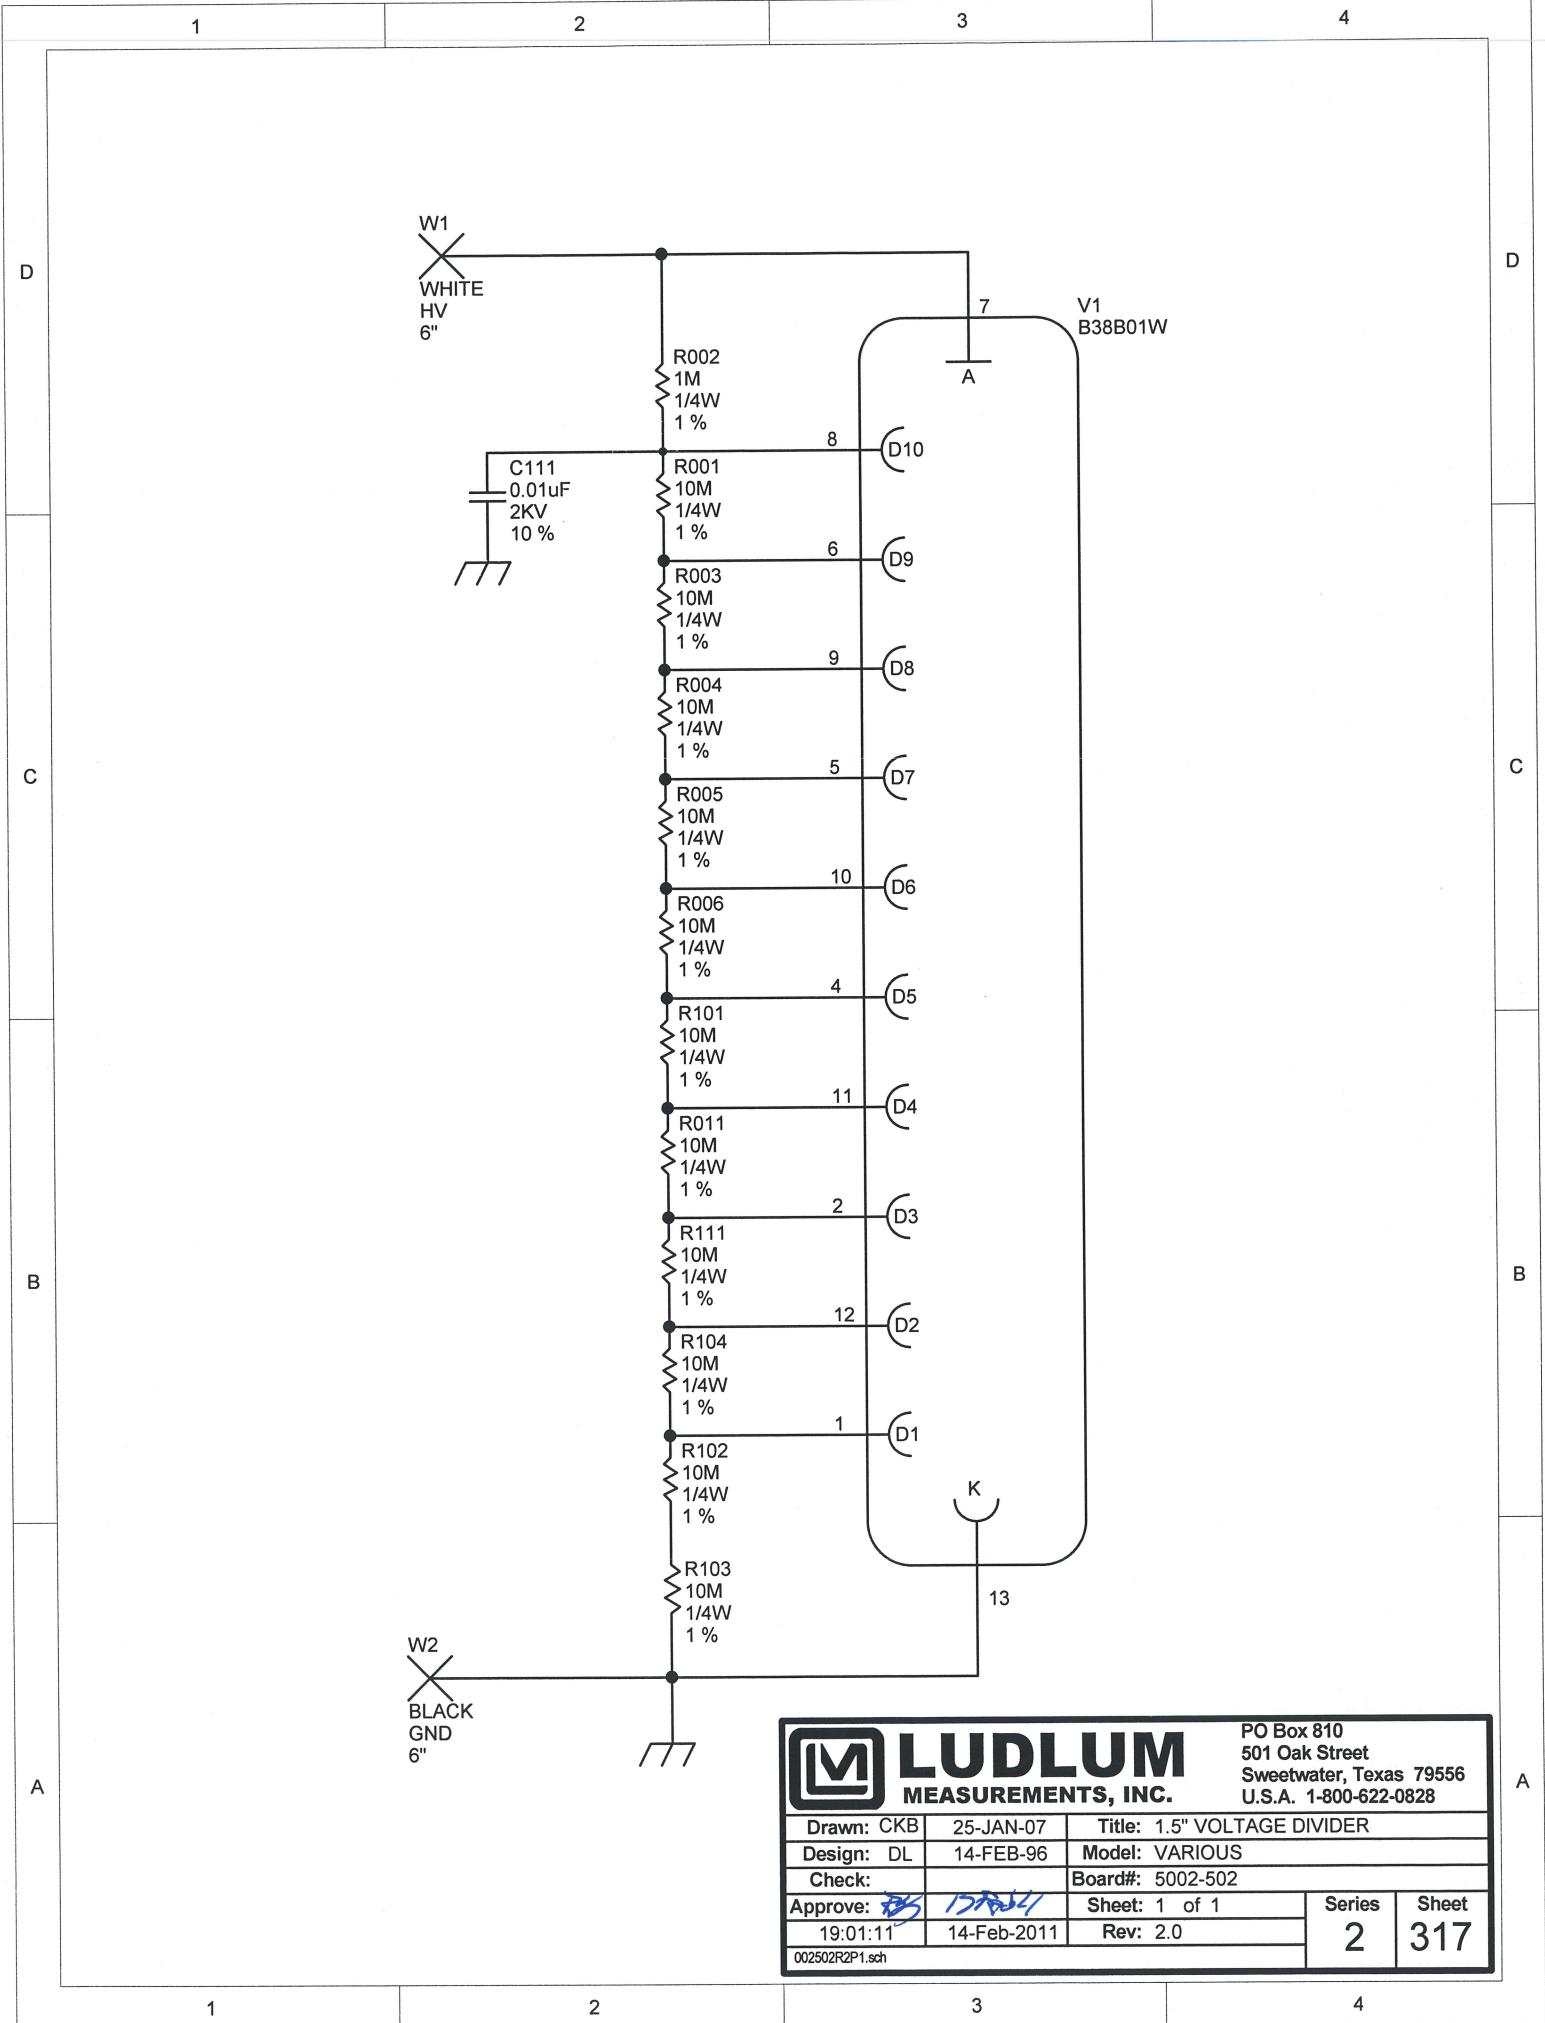 1 2 3 4
D D
W1
WHITE
HV
6"
7
V1
B38B01W
A
R002
1M
1/4W
1 %
8 D10
C111
0.01uF
2KV
10 %
R001
10M
1/4W
1 %
6 D9
R003
10M
1/4W
1 %
9 D8
R004
10M
1/4W
1 %
C C
5 D7
R005
10M
1/4W
1 %
10 D6
R006
10M
1/4W
1 %
4 D5
R101
10M
1/4W
1 %
11 D4
R011
10M
1/4W
1 %
2 D3
R111
10M
1/4W
1 %
B B
12 D2
R104
10M
1/4W
1 %
1 D1
R102
10M
1/4W
1 %
K
R103
10M
1/4W
1 %
13
W2
BLACK
GND
6"
A A
LM LUDLUM
MEASUREMENTS, INC.
PO Box 810
501 Oak Street
Sweetwater, Texas 79556
U.S.A. 1-800-622-0828
Drawn: CKB 25-JAN-07 Title: 1.5" VOLTAGE DIVIDER
Design: DL 14-FEB-96 Model: VARIOUS
Check: Board#: 5002-502
Approve: Sheet: 1 of 1
19:01:11 14-Feb-2011 Rev: 2.0
Series
2
Sheet
317
002502R2P1.sch
1 2 3 4